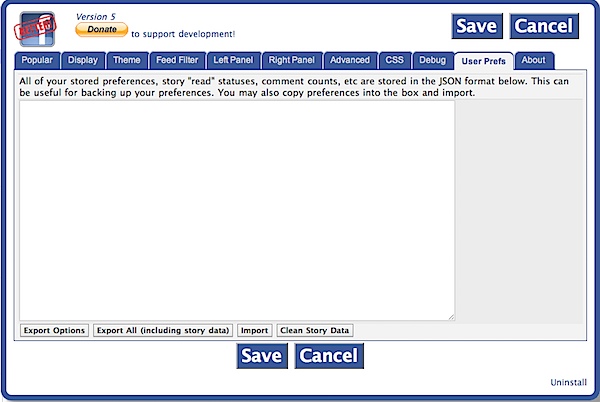 Version 5
Donate to support development!
Save Cancel
Popular Display Theme Feed Filter Left Panel Right Panel Advanced CSS Debug User Prefs About
All of your stored preferences, story "read" statuses, comment counts, etc are stored in the JSON format below. This can
be useful for backing up your preferences. You may also copy preferences into the box and import.
Export Options Export All (including story data) Import Clean Story Data
Save Cancel
Uninstall